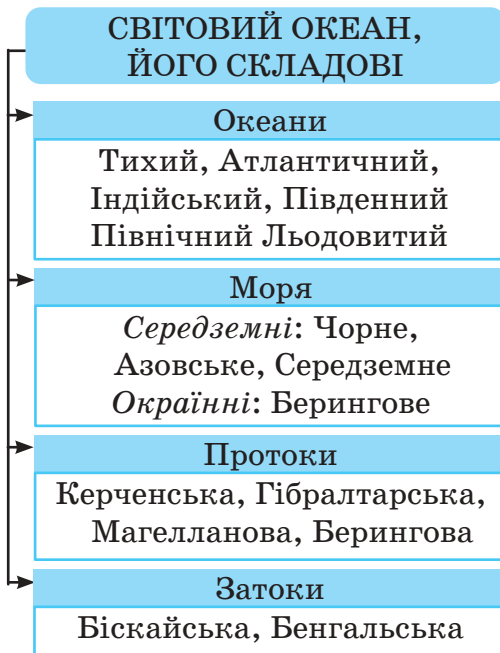 СВІТОВИЙ ОКЕАН,
ЙОГО СКЛАДОВІ
Океани
Тихий, Атлантичний,
Індійський, Південний
Північний Льодовитий
Моря
Середземні: Чорне,
Азовське, Середземне
Окраїнні: Берингове
Протоки
Керченська, Гібралтарська,
Магелланова, Берингова
Затоки
Біскайська, Бенгальська